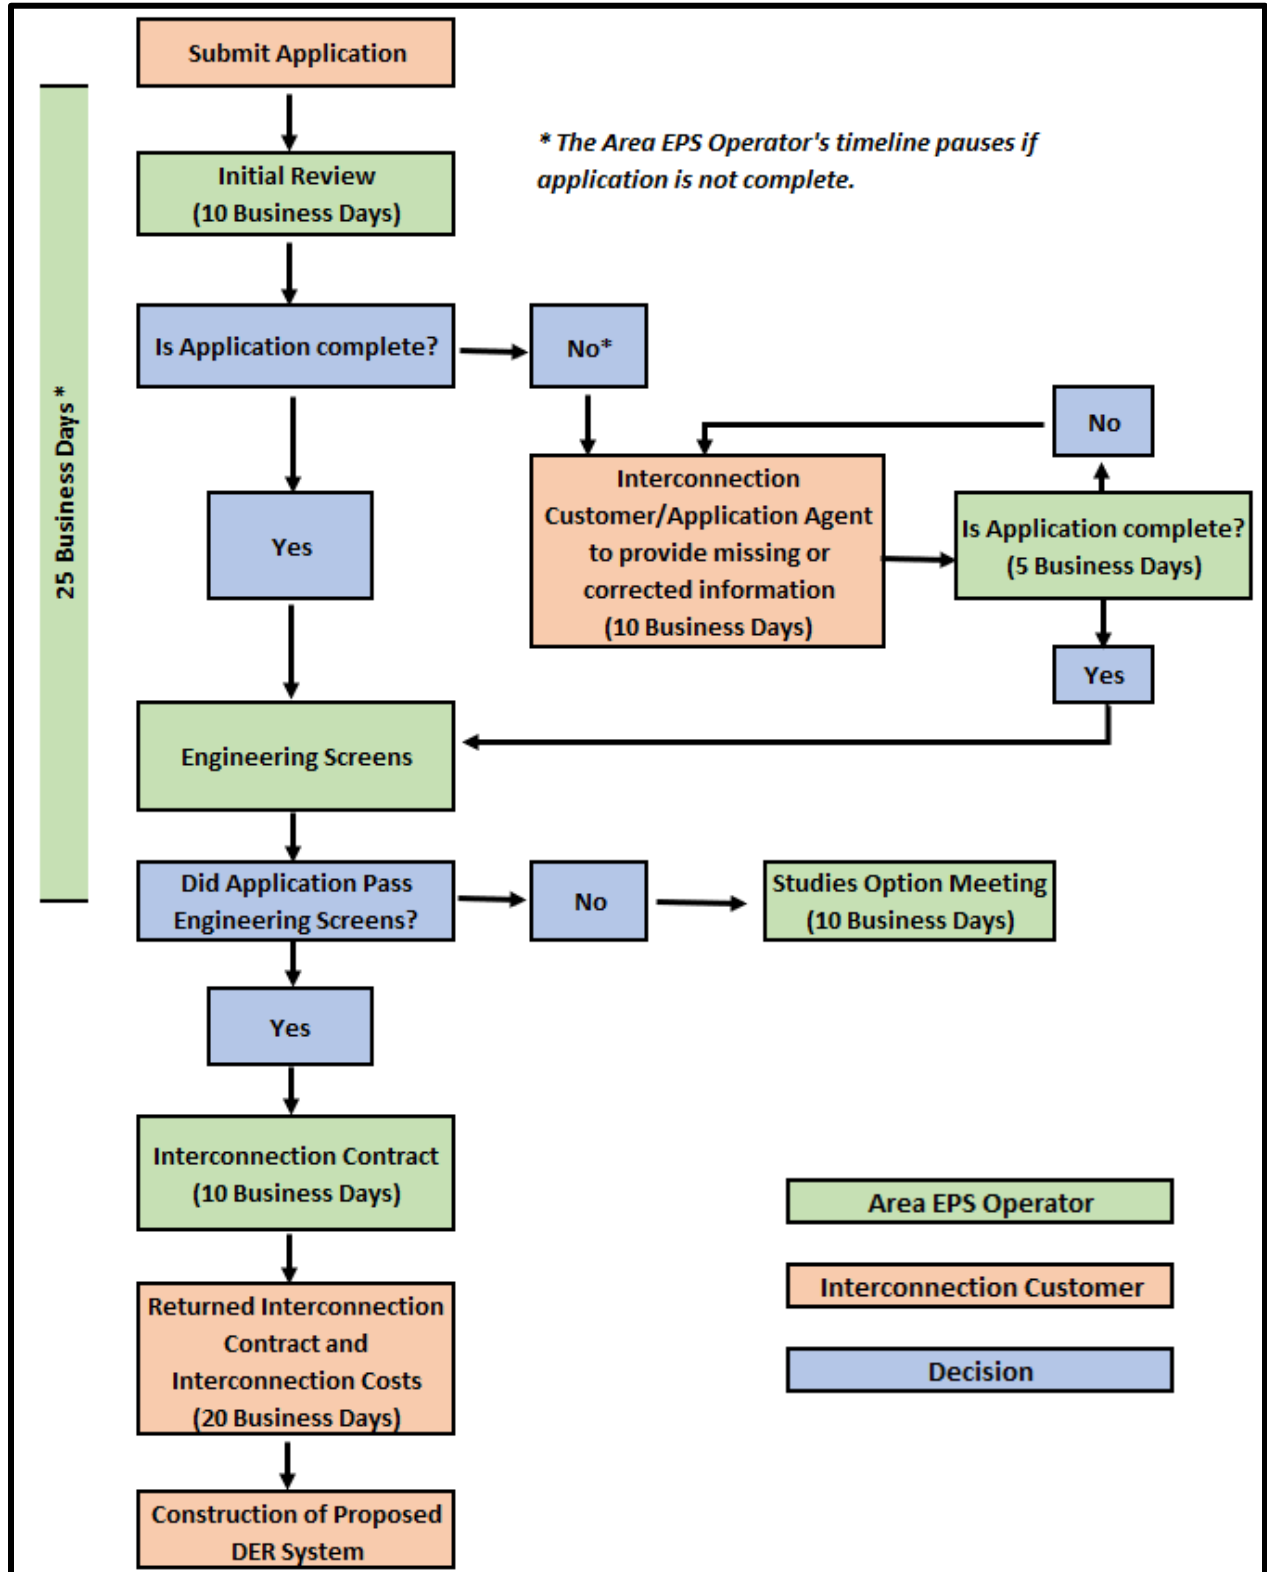 Submit Application
* The Area EPS Operator's timeline pauses if
application is not complete.
Initial Review
(10 Business Days)
25 Business Days*
Is Application complete?
No*
No
Interconnection
Customer/Application Agent
to provide missing or
corrected information
(10 Business Days)
Is Application complete?
(5 Business Days)
Yes
Yes
Engineering Screens
Did Application Pass
Engineering Screens?
No
Studies Option Meeting
(10 Business Days)
Yes
Interconnection Contract
(10 Business Days)
Returned Interconnection
Contract and
Interconnection Costs
(20 Business Days)
Construction of Proposed
DER System
Area EPS Operator
Interconnection Customer
Decision